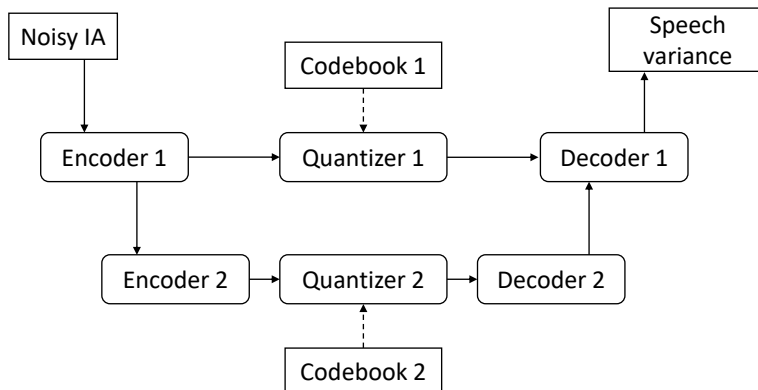 Noisy IA
Speech
variance
Codebook 1
Encoder 1
Quantizer 1
Decoder 1
Encoder 2
Quantizer 2
Decoder 2
Codebook 2